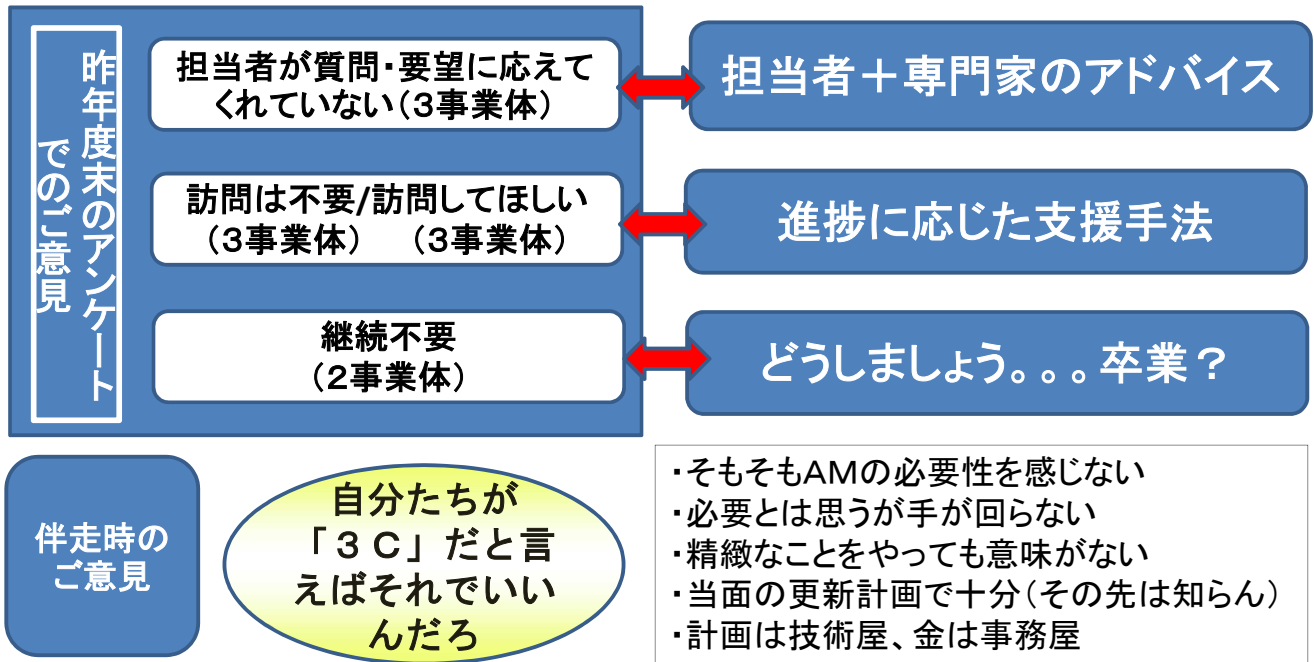 昨年度末のアンケート
でのご意見
担当者が質問・要望に応えて
くれていない（３事業体）
担当者＋専門家のアドバイス
訪問は不要/訪問してほしい
（３事業体）　（３事業体）
進捗に応じた支援手法
継続不要
（２事業体）
どうしましょう。。。卒業？
伴走時の
ご意見
自分たちが
「３Ｃ」だと言
えばそれでいい
んだろ
・そもそもAMの必要性を感じない
・必要とは思うが手が回らない
・精緻なことをやっても意味がない
・当面の更新計画で十分（その先は知らん）
・計画は技術屋、金は事務屋